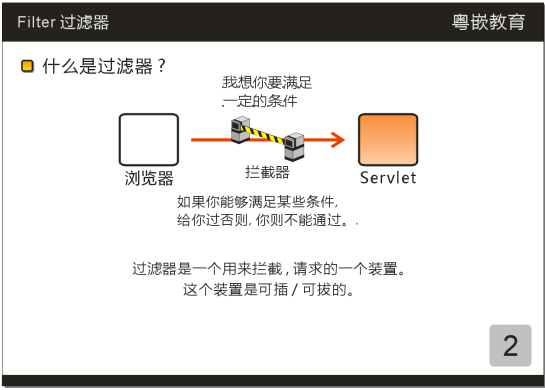 Filter 过滤器
粤嵌教育
什么是过滤器？
我想你要满足
.一定的条件
浏览器
拦截器
Servlet
如果你能够满足某些条件,
给你过否则, 你则不能通过。.
过滤器是一个用来拦截 , 请求的一个装置。
这个装置是可插 / 可拔的。
2